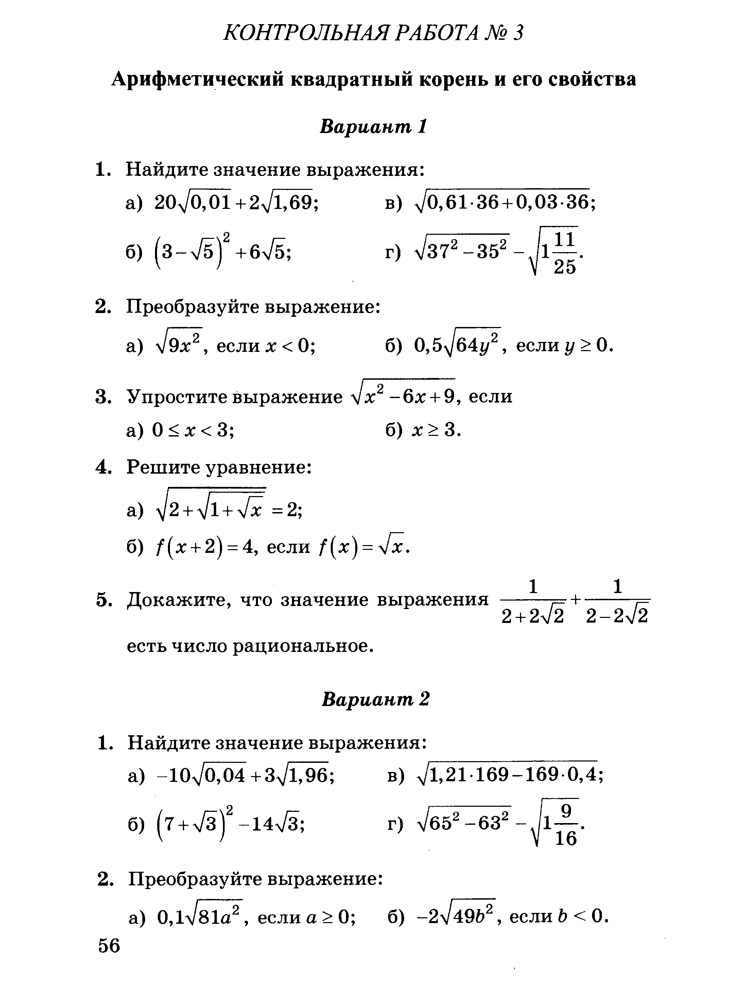 КОНТРОЛЬНАЯ РАБОТА № 3
Арифметический квадратный корень и его свойства
Вариант 1
1. Найдите значение выражения:
а) 20√0,01 + 2√1,69; в) √(0,61·36 + 0,03·36);
б) (3 − √5)² + 6√5; г) √(37² − 35²) − √(1 11/25).
2. Преобразуйте выражение:
а) √(9x²), если x < 0; б) 0,5√(64y²), если y ≥ 0.
3. Упростите выражение √(x² − 6x + 9), если
а) 0 ≤ x < 3; б) x ≥ 3.
4. Решите уравнение:
а) √(2 + √(1 + √x)) = 2;
б) f(x + 2) = 4, если f(x) = √x.
5. Докажите, что значение выражения 1/(2 + 2√2) + 1/(2 − 2√2)
есть число рациональное.
Вариант 2
1. Найдите значение выражения:
а) −10√0,04 + 3√1,96; в) √(1,21·169 − 169·0,4);
б) (7 + √3)² − 14√3; г) √(65² − 63²) − √(1 9/16).
2. Преобразуйте выражение:
а) 0,1√(81a²), если a ≥ 0; б) −2√(49b²), если b < 0.
56